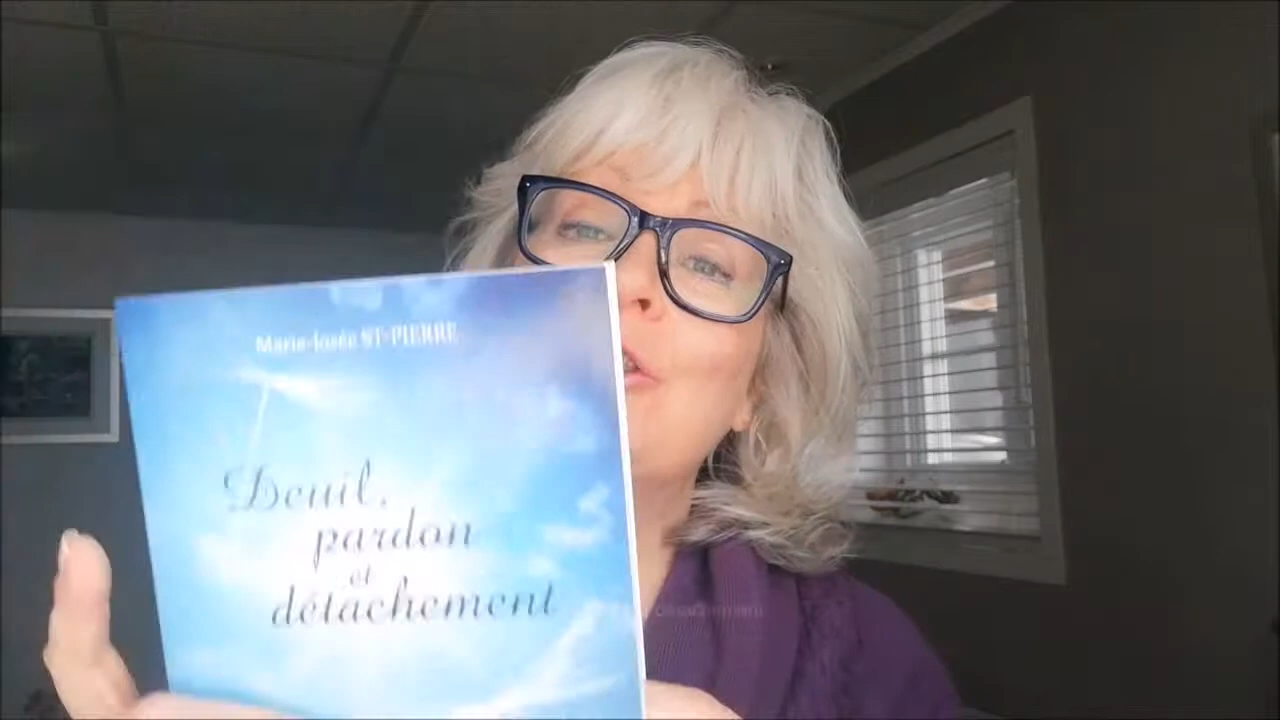 Marie-Josée ST-PIERRE
Deuil,
pardon
et
détachement